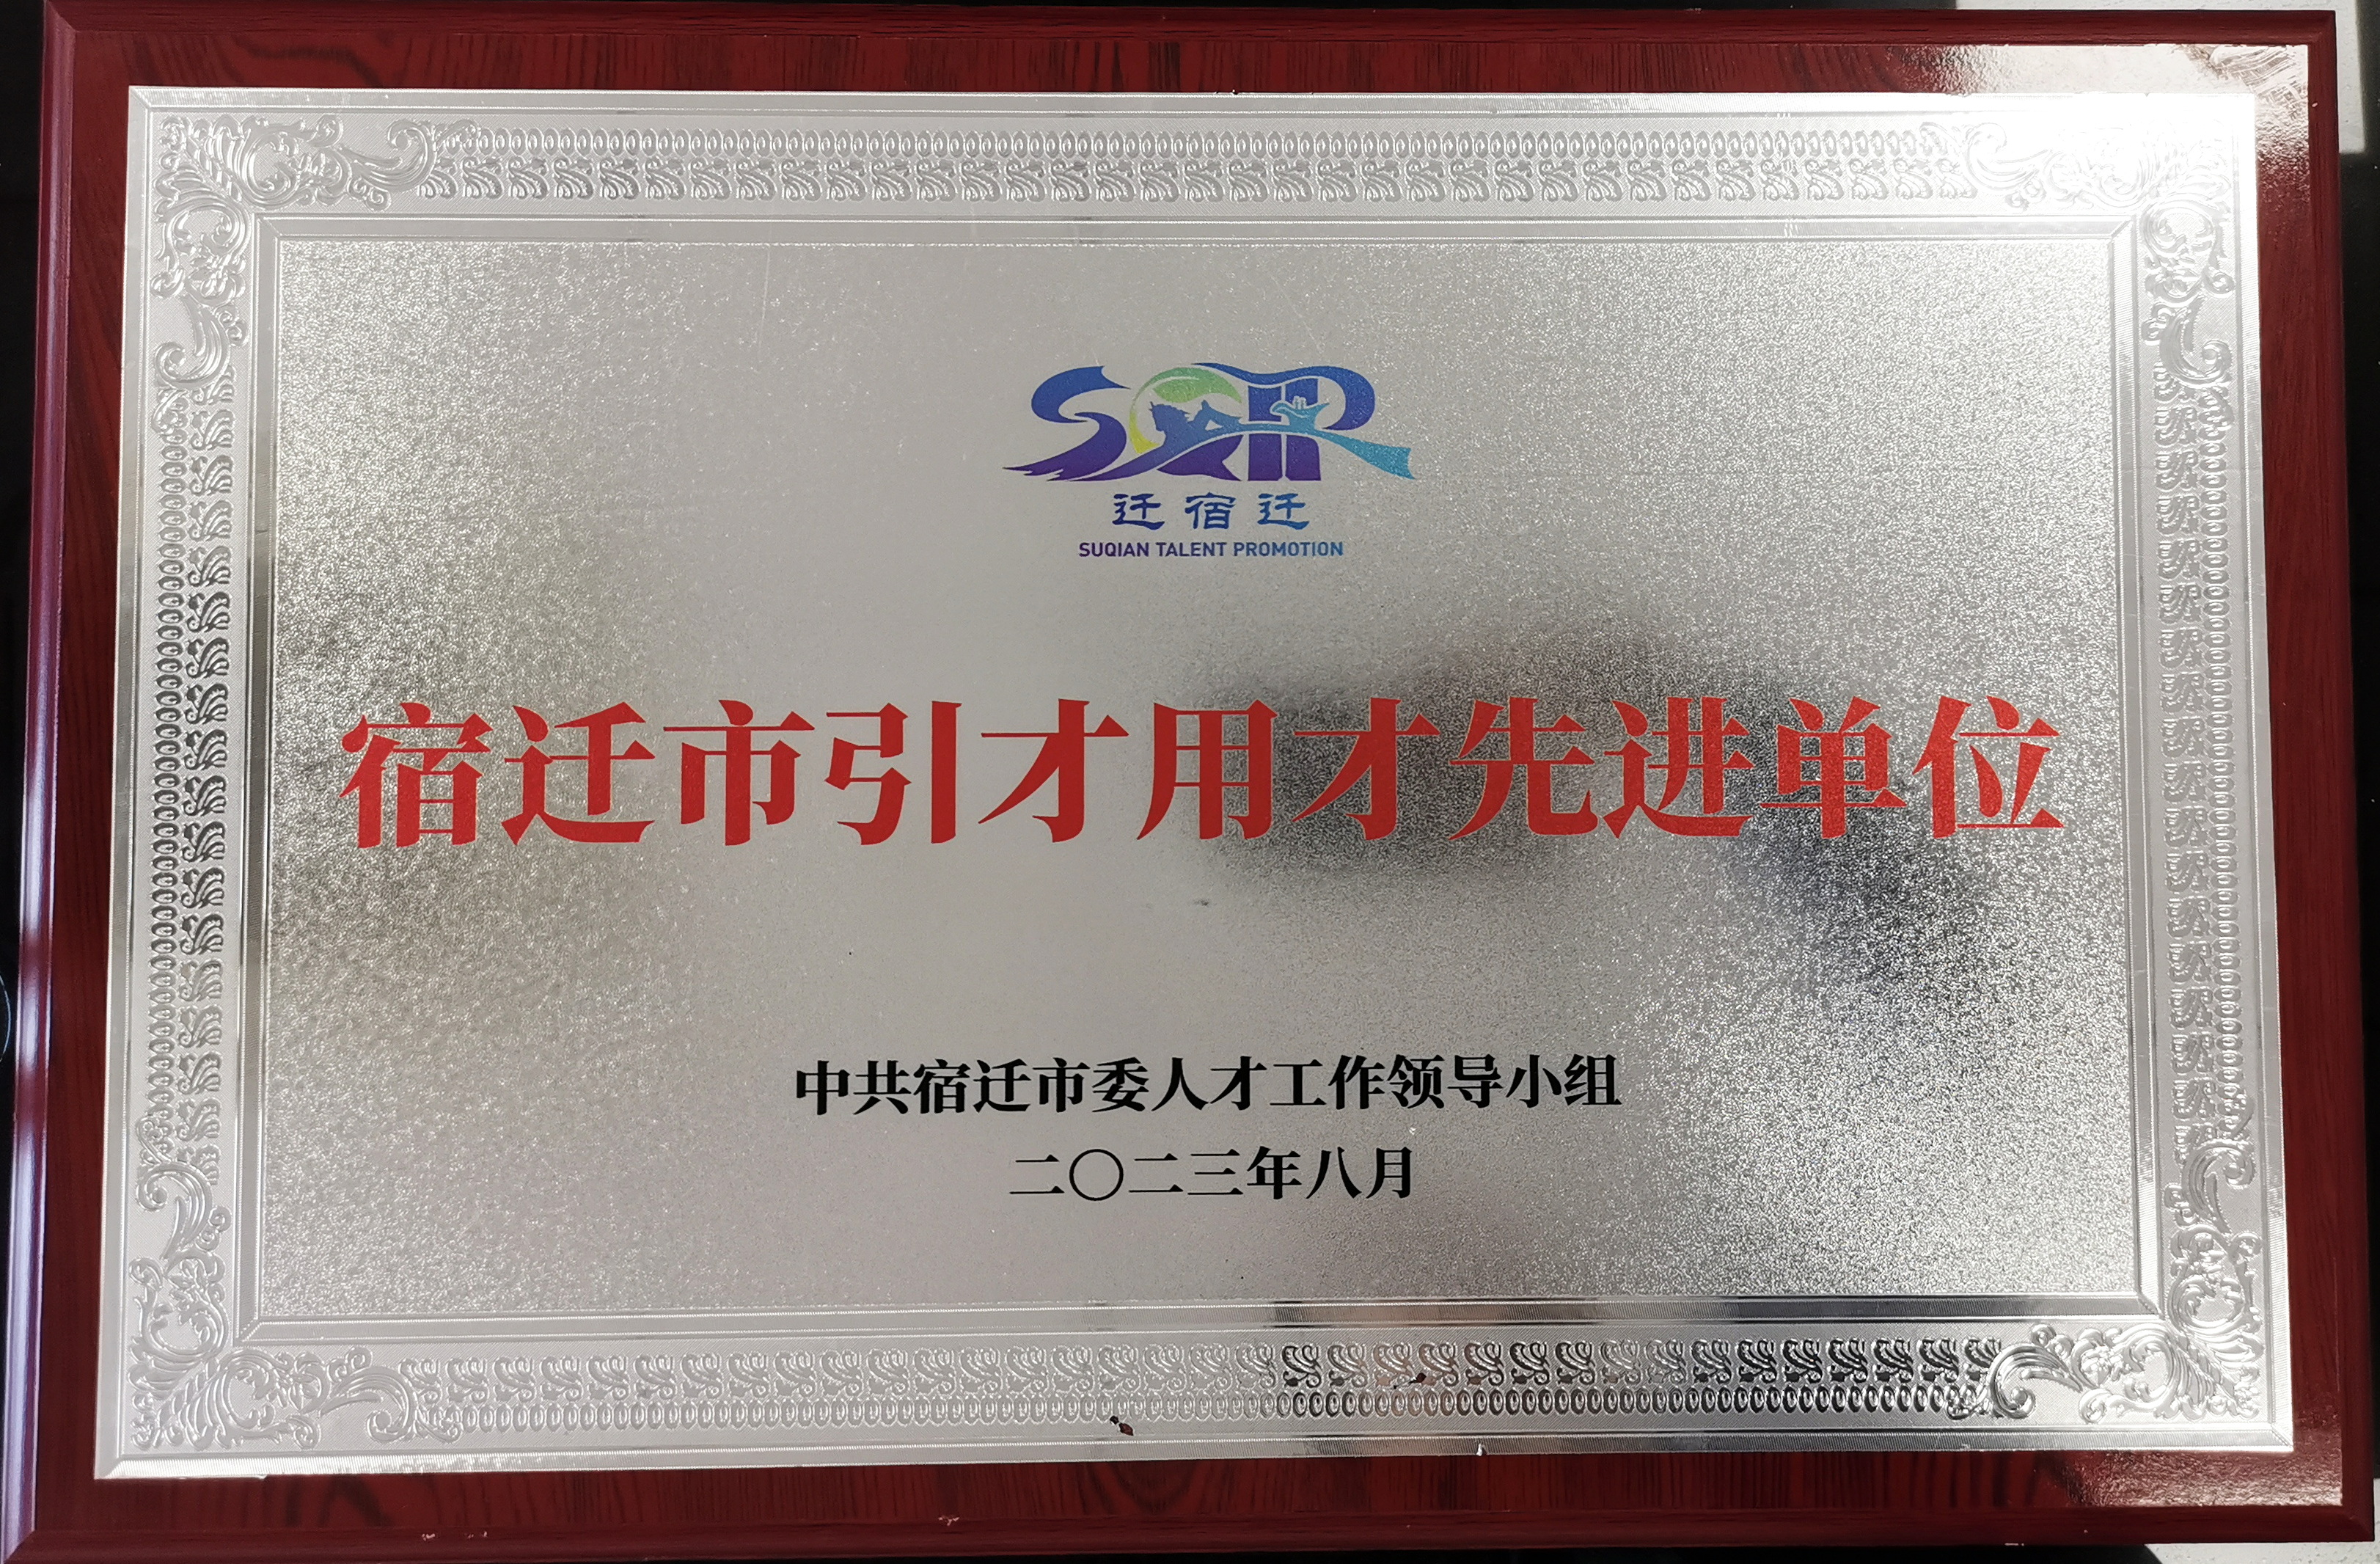 SQHR
迁宿迁
SUQIAN TALENT PROMOTION
宿迁市引才用才先进单位
中共宿迁市委人才工作领导小组
二〇二三年八月